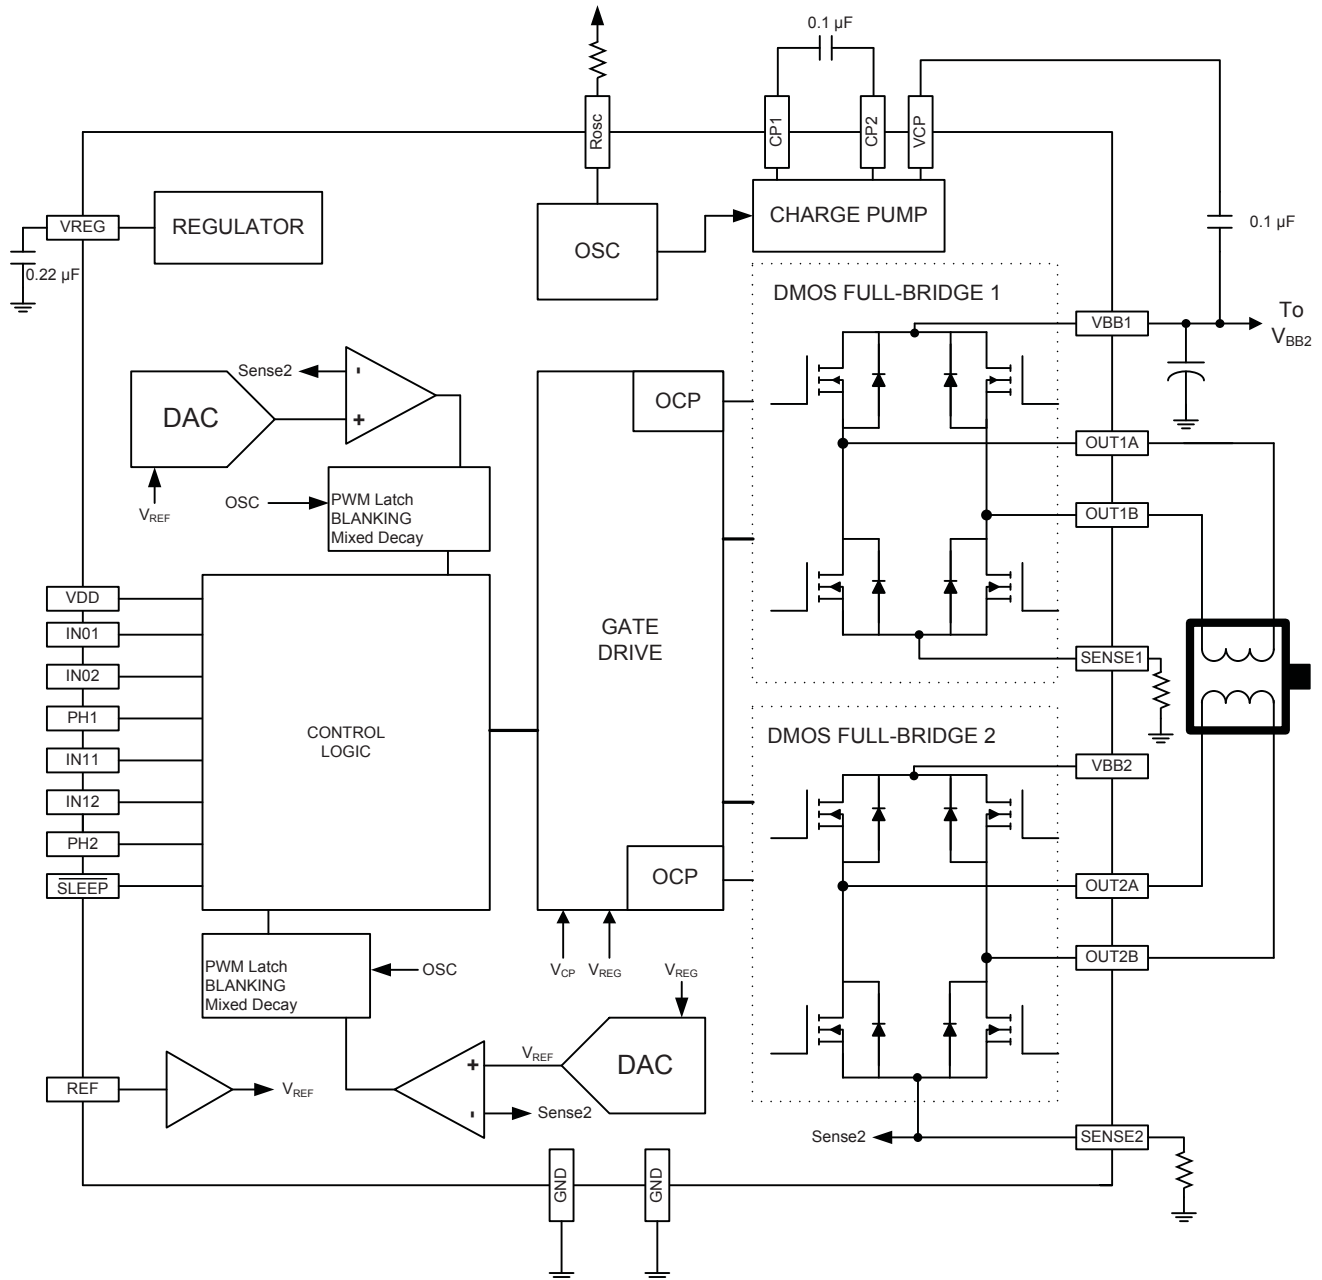 0.1 µF
Rosc
CP1
CP2
VCP
VREG
REGULATOR
OSC
CHARGE PUMP
0.1 µF
0.22 µF
DMOS FULL-BRIDGE 1
VBB1
To
VBB2
Sense2
-
DAC
+
OCP
OUT1A
VREF
OSC
PWM Latch
BLANKING
Mixed Decay
OUT1B
VDD
IN01
IN02
PH1
IN11
IN12
PH2
SLEEP
CONTROL
LOGIC
GATE
DRIVE
SENSE1
DMOS FULL-BRIDGE 2
VBB2
OCP
OUT2A
OUT2B
PWM Latch
BLANKING
Mixed Decay
OSC
VCP
VREG
VREG
REF
VREF
+
-
VREF
Sense2
DAC
Sense2
SENSE2
GND
GND